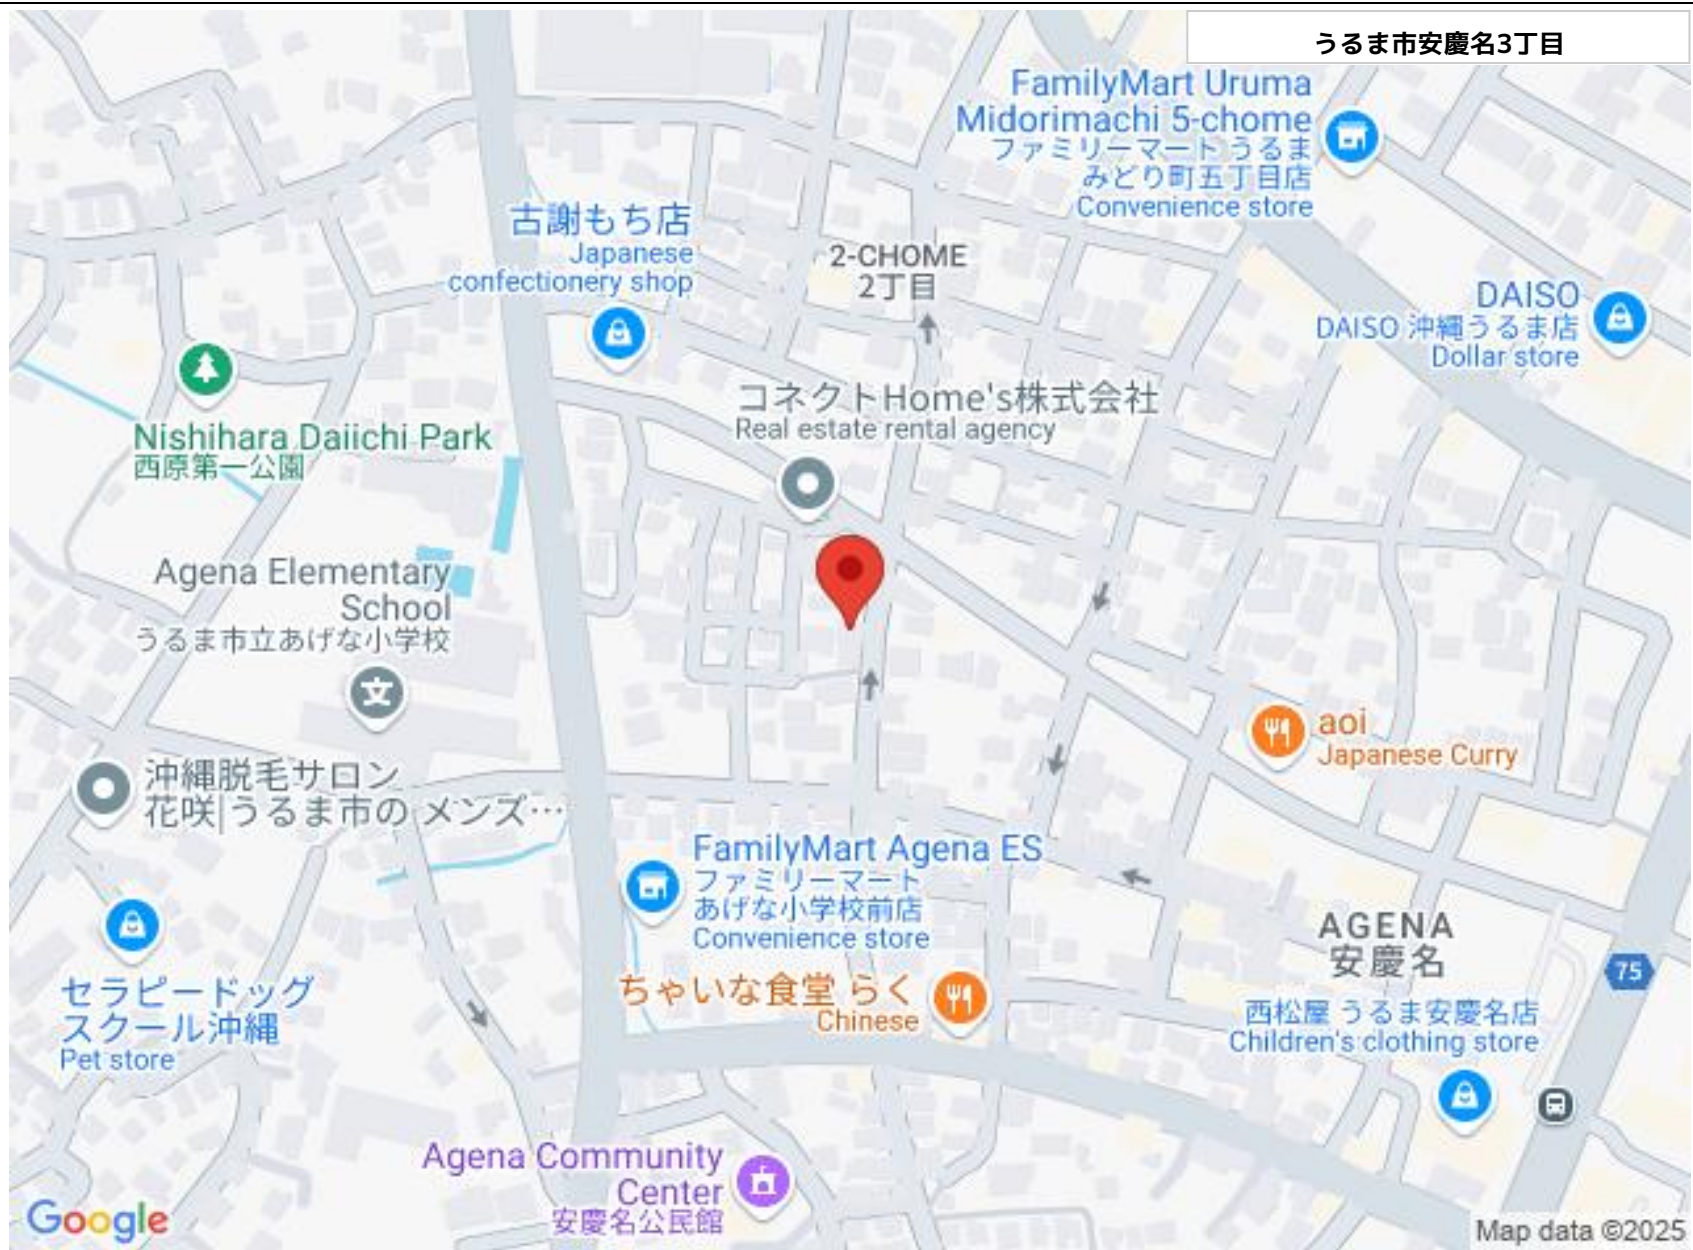 うるま市安慶名3丁目
FamilyMart Uruma
Midorimachi 5-chome
ファミリーマート うるま
みどり町五丁目店
Convenience store
古謝もち店
Japanese
confectionery shop
2-CHOME
2丁目
DAISO
DAISO 沖縄うるま店
Dollar store
コネクトHome's株式会社
Real estate rental agency
Nishihara Daiichi Park
西原第一公園
Agena Elementary
School
うるま市立あげな小学校
文
aoi
Japanese Curry
沖縄脱毛サロン
花咲|うるま市の メンズ…
FamilyMart Agena ES
ファミリーマート
あげな小学校前店
Convenience store
AGENA
安慶名
75
セラピードッグ
スクール沖縄
Pet store
ちゃいな食堂 らく
Chinese
西松屋 うるま安慶名店
Children's clothing store
Agena Community
Center
安慶名公民館
Google
Map data ©2025